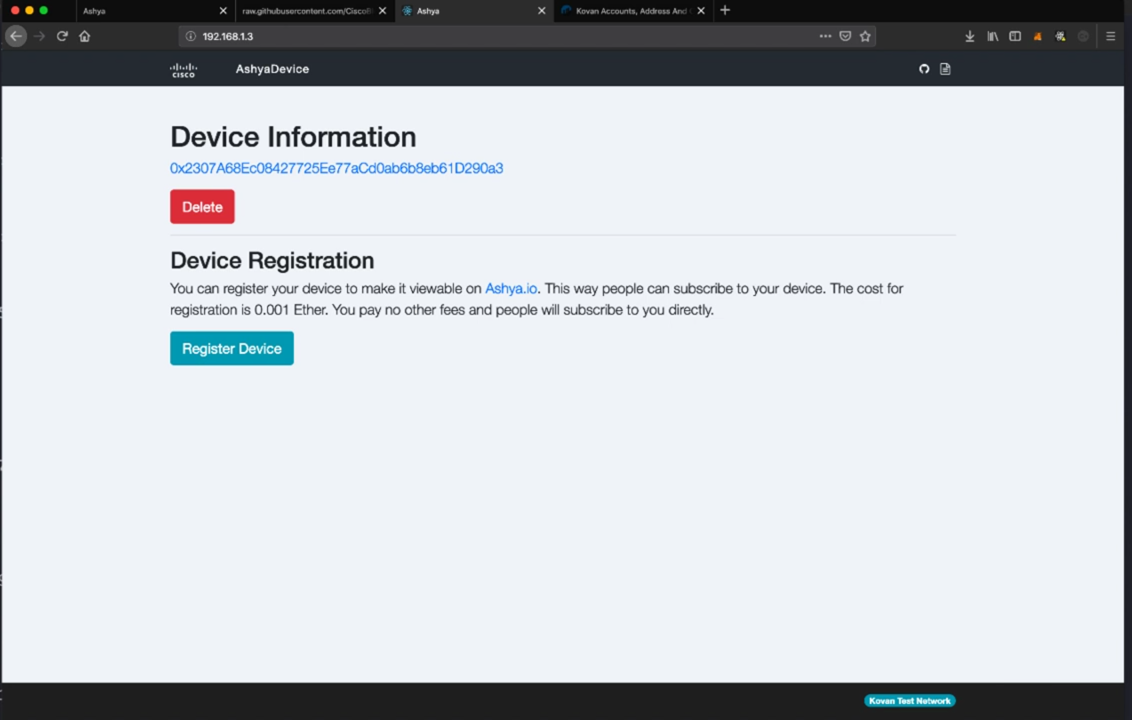 Ashya
raw.githubusercontent.com/Cisco
Ashya
Kovan Accounts, Address And
192.168.1.3
cisco
AshyaDevice
Device Information
0x2307A68Ec08427725Ee77aCd0ab6b8eb61D290a3
Delete
Device Registration
You can register your device to make it viewable on Ashya.io. This way people can subscribe to your device. The cost for
registration is 0.001 Ether. You pay no other fees and people will subscribe to you directly.
Register Device
Kovan Test Network